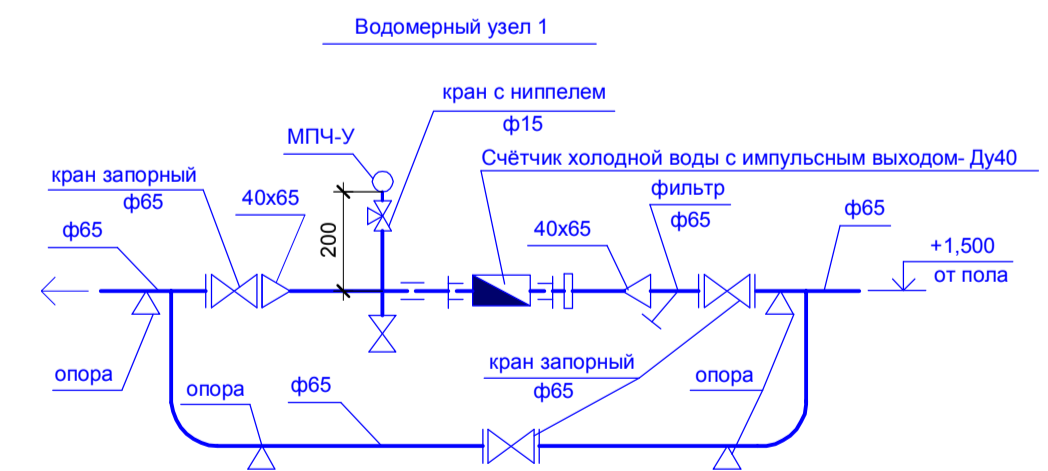 Водомерный узел 1
кран с ниппелем
ф15
МПЧ-У
Счётчик холодной воды с импульсным выходом- Ду40
кран запорный
ф65
40х65
фильтр
ф65
ф65
ф65
200
40х65
+1,500
от пола
опора
опора
ф65
кран запорный
ф65
опора